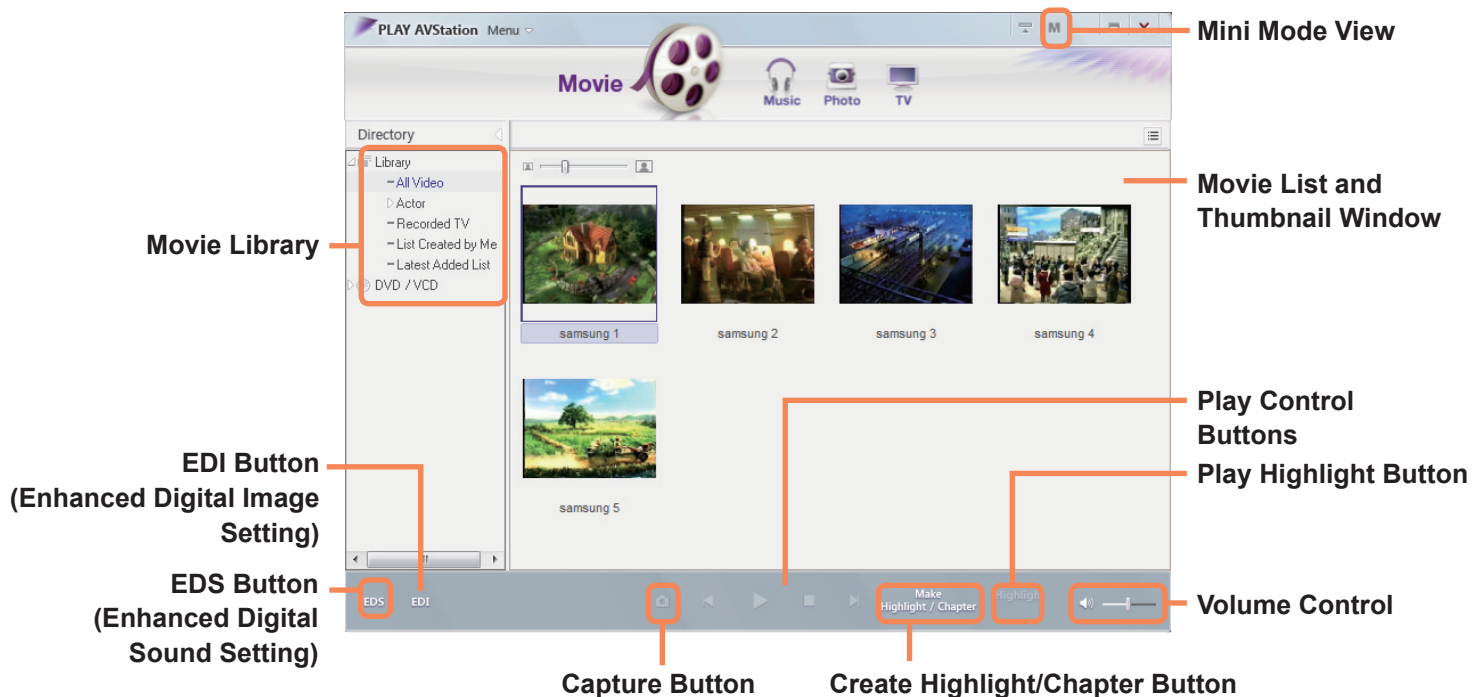 PLAY AVStation Menu
M
Mini Mode View
Movie
Music
Photo
TV
Directory
Library
All Video
Actor
Recorded TV
List Created by Me
Latest Added List
DVD / VCD
Movie Library
Movie List and
Thumbnail Window
samsung 1
samsung 2
samsung 3
samsung 4
samsung 5
Play Control
Buttons
Play Highlight Button
EDI Button
(Enhanced Digital Image
Setting)
EDS Button
(Enhanced Digital
Sound Setting)
EDS
EDI
Make
Highlight / Chapter
Highligh
Volume Control
Capture Button
Create Highlight/Chapter Button